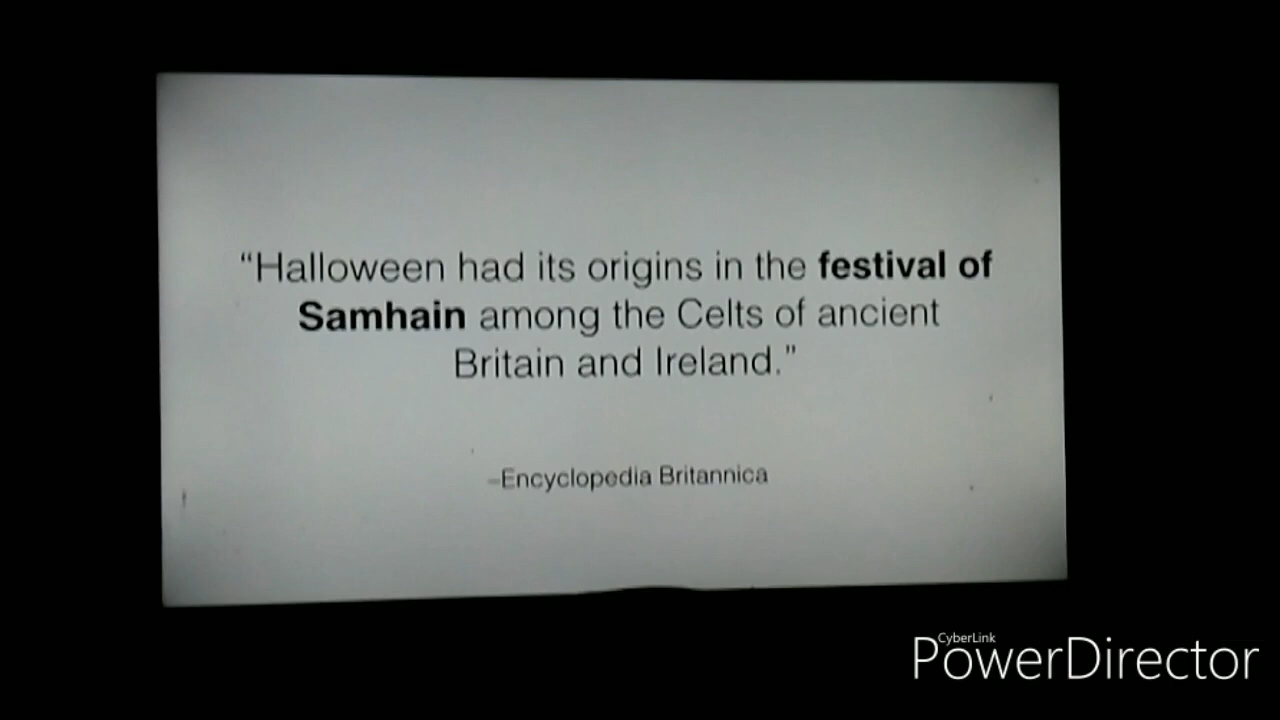 “Halloween had its origins in the festival of
Samhain among the Celts of ancient
Britain and Ireland.”
–Encyclopedia Britannica
CyberLink
PowerDirector